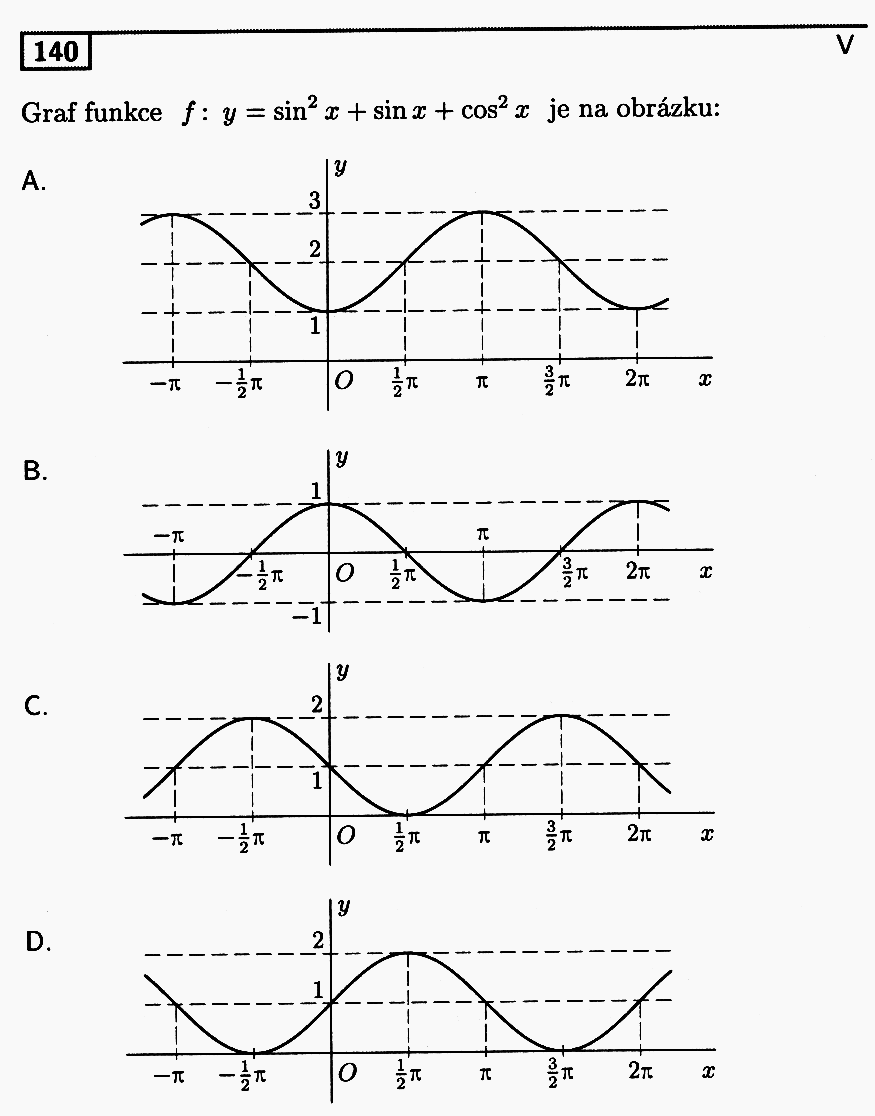 140
V
Graf funkce f : y = sin² x + sin x + cos² x je na obrázku:
A.
y
3
2
1
−π −½π O ½π π 3/2π 2π x
B.
y
1
−π π
−½π O ½π 3/2π 2π x
−1
C.
y
2
1
−π −½π O ½π π 3/2π 2π x
D.
y
2
1
−π −½π O ½π π 3/2π 2π x